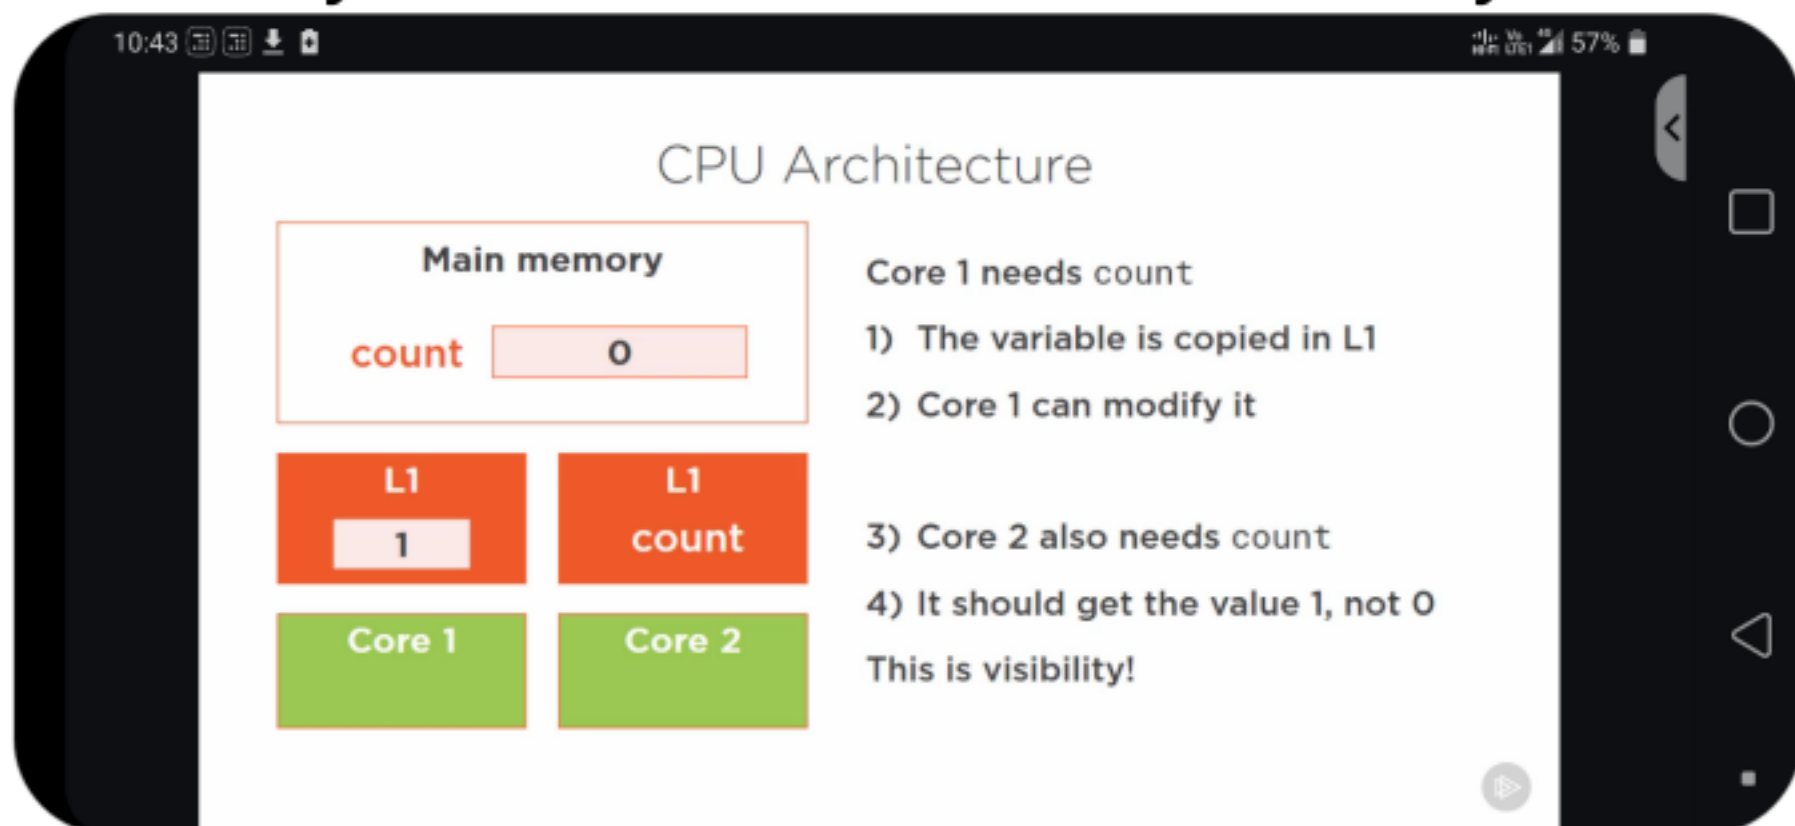 10:43
57%
CPU Architecture
Main memory
count 0
L1
1
L1
count
Core 1
Core 2
Core 1 needs count
1) The variable is copied in L1
2) Core 1 can modify it
3) Core 2 also needs count
4) It should get the value 1, not 0
This is visibility!